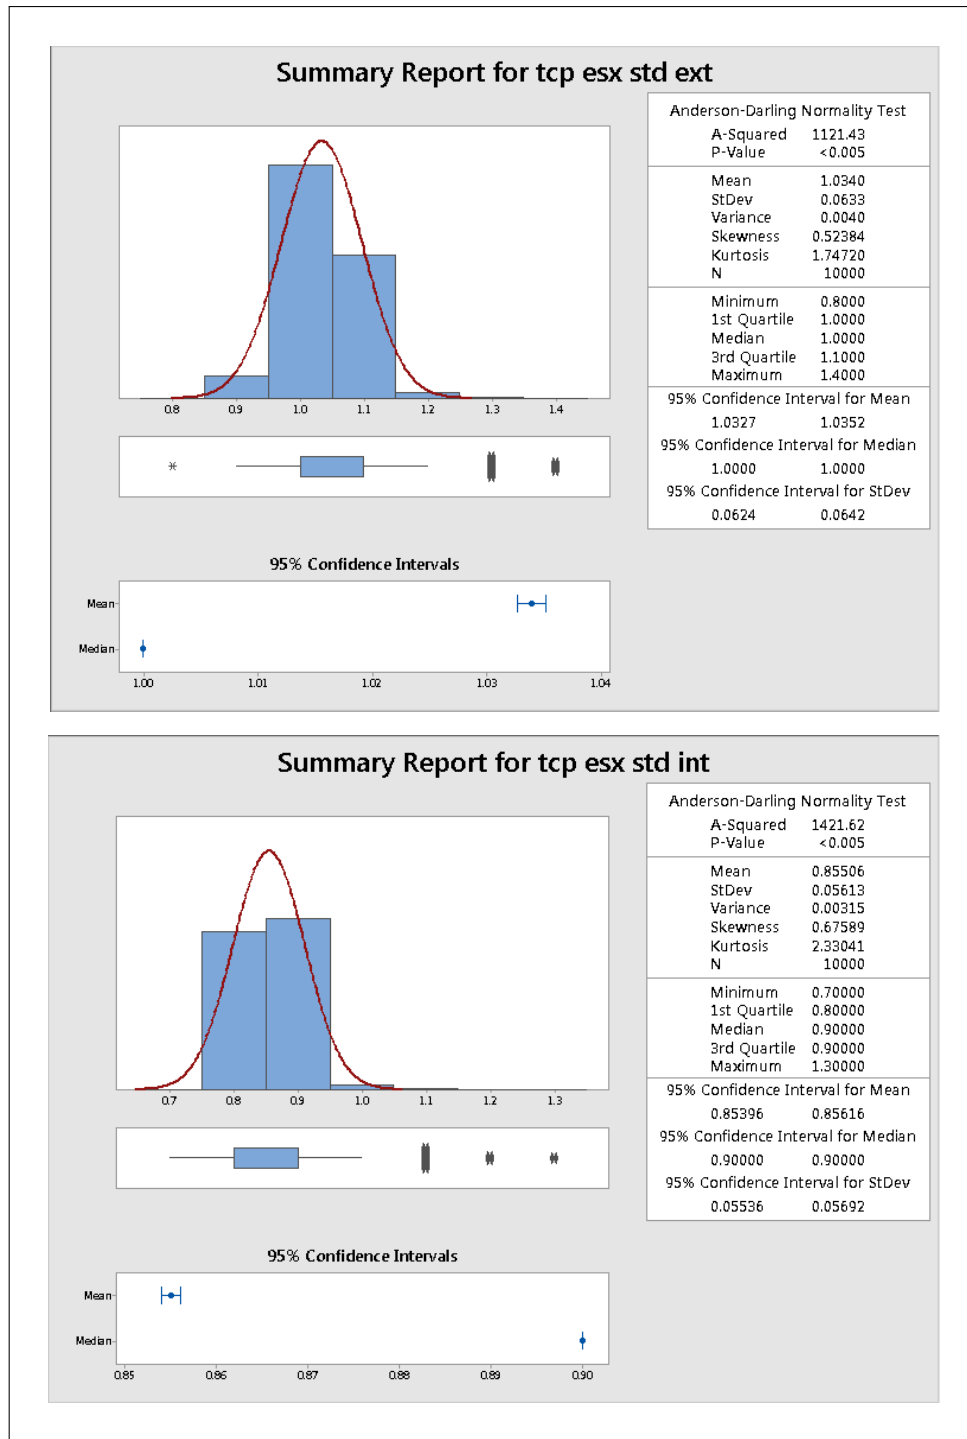 Summary Report for tcp esx std ext
Anderson-Darling Normality Test
A-Squared 1121.43
P-Value <0.005
Mean 1.0340
StDev 0.0633
Variance 0.0040
Skewness 0.52384
Kurtosis 1.74720
N 10000
Minimum 0.8000
1st Quartile 1.0000
Median 1.0000
3rd Quartile 1.1000
Maximum 1.4000
95% Confidence Interval for Mean
1.0327 1.0352
95% Confidence Interval for Median
1.0000 1.0000
95% Confidence Interval for StDev
0.0624 0.0642
0.8 0.9 1.0 1.1 1.2 1.3 1.4
95% Confidence Intervals
Mean
Median
1.00 1.01 1.02 1.03 1.04
Summary Report for tcp esx std int
Anderson-Darling Normality Test
A-Squared 1421.62
P-Value <0.005
Mean 0.85506
StDev 0.05613
Variance 0.00315
Skewness 0.67589
Kurtosis 2.33041
N 10000
Minimum 0.70000
1st Quartile 0.80000
Median 0.90000
3rd Quartile 0.90000
Maximum 1.30000
95% Confidence Interval for Mean
0.85396 0.85616
95% Confidence Interval for Median
0.90000 0.90000
95% Confidence Interval for StDev
0.05536 0.05692
0.7 0.8 0.9 1.0 1.1 1.2 1.3
95% Confidence Intervals
Mean
Median
0.85 0.86 0.87 0.88 0.89 0.90